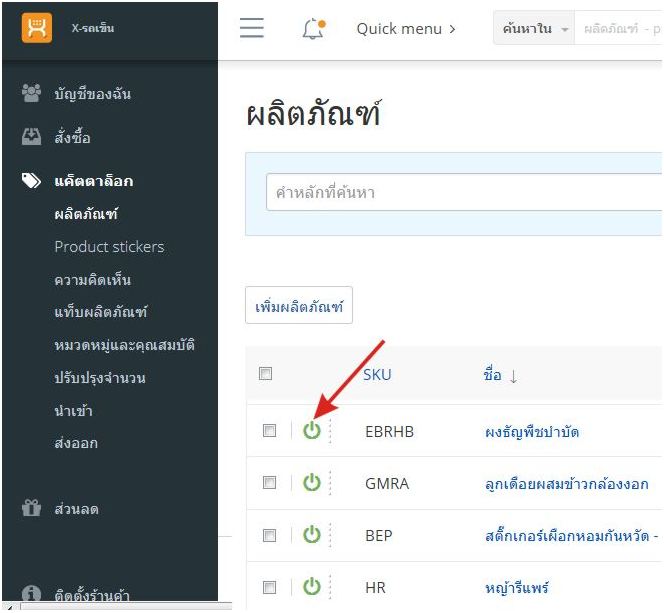 X-รถเข็น
Quick menu
ค้นหาใน
ผลิตภัณฑ์ - p
บัญชีของฉัน
สั่งซื้อ
แค็ตตาล็อก
ผลิตภัณฑ์
Product stickers
ความคิดเห็น
แท็บผลิตภัณฑ์
หมวดหมู่และคุณสมบัติ
ปรับปรุงจำนวน
นำเข้า
ส่งออก
ส่วนลด
ติดตั้งร้านค้า
ผลิตภัณฑ์
คำหลักที่ค้นหา
เพิ่มผลิตภัณฑ์
SKU ชื่อ ↓
EBRHB ผงธัญพืชบำบัด
GMRA ลูกเดือยผสมข้าวกล้องงอก
BEP สติ๊กเกอร์เผือกหอมกันหวัด -
HR หญ้ารีแพร์